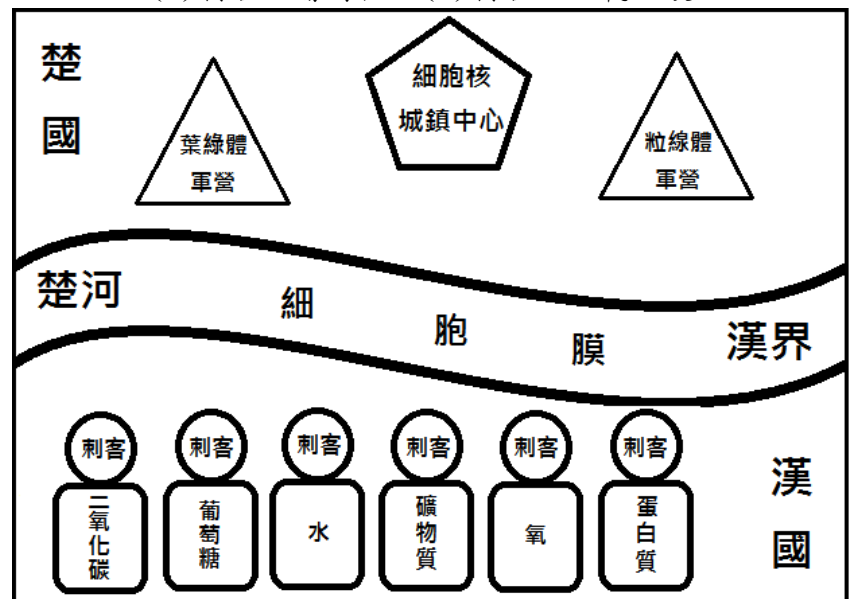 楚國
細胞核
城鎮中心
葉綠體
軍營
粒線體
軍營
楚河
細胞膜
漢界
刺客
刺客
刺客
刺客
刺客
刺客
二氧化碳
葡萄糖
水
礦物質
氧
蛋白質
漢國